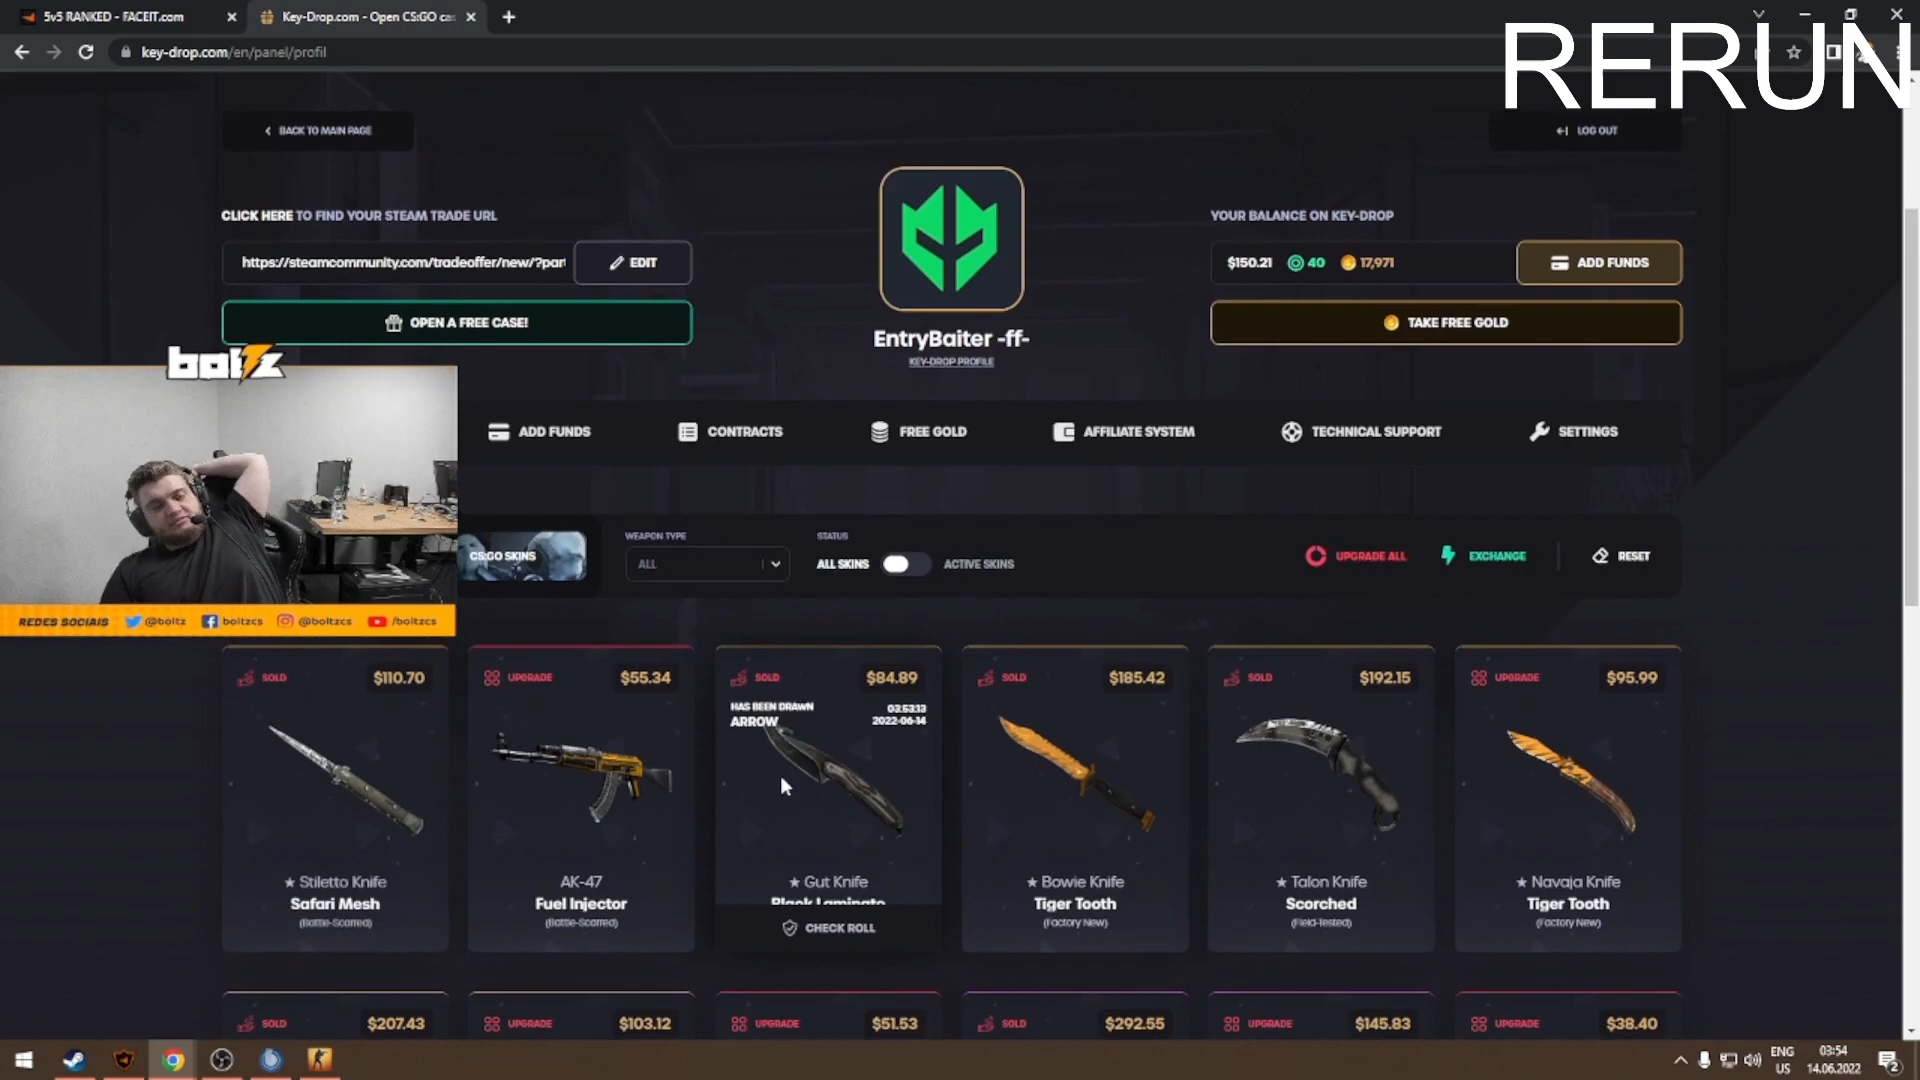 5v5 RANKED - FACEIT.com
Key-Drop.com - Open CS:GO cas
key-drop.com/en/panel/profil
RERUN
BACK TO MAIN PAGE
LOG OUT
CLICK HERE TO FIND YOUR STEAM TRADE URL
YOUR BALANCE ON KEY-DROP
https://steamcommunity.com/tradeoffer/new/?par
EDIT
$150.21 40 17,971
ADD FUNDS
OPEN A FREE CASE!
TAKE FREE GOLD
EntryBaiter -ff-
KEY-DROP PROFILE
boltz
ADD FUNDS
CONTRACTS
FREE GOLD
AFFILIATE SYSTEM
TECHNICAL SUPPORT
SETTINGS
CS:GO SKINS
WEAPON TYPE
ALL
STATUS
ALL SKINS
ACTIVE SKINS
UPGRADE ALL
EXCHANGE
RESET
REDES SOCIAIS @boltz boltzcs @boltzcs /boltzcs
SOLD $110.70
★ Stiletto Knife
Safari Mesh
(Battle-Scarred)
UPGRADE $55.34
AK-47
Fuel Injector
(Battle-Scarred)
SOLD $84.89
HAS BEEN DRAWN 03:53:13
ARROW 2022-06-14
★ Gut Knife
Black Laminate
CHECK ROLL
SOLD $185.42
★ Bowie Knife
Tiger Tooth
(Factory New)
SOLD $192.15
★ Talon Knife
Scorched
(Field-Tested)
UPGRADE $95.99
★ Navaja Knife
Tiger Tooth
(Factory New)
SOLD $207.43
UPGRADE $103.12
UPGRADE $51.53
SOLD $292.55
UPGRADE $145.83
UPGRADE $38.40
ENG
US
03:54
14.06.2022
2